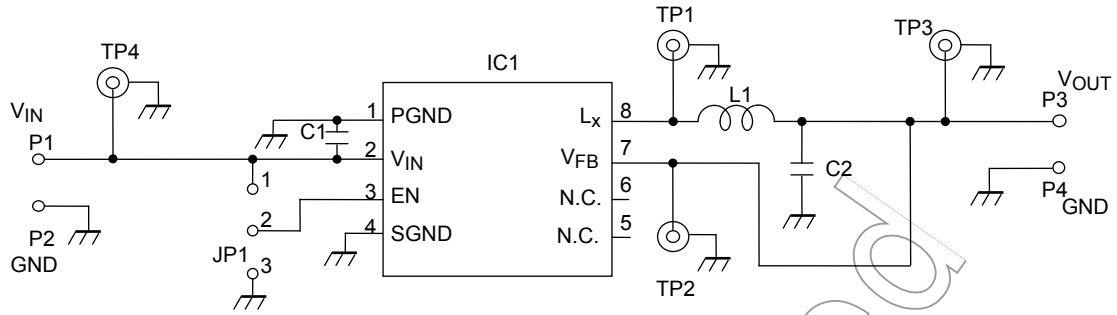 TP1
TP3
TP4
IC1
VOUT
VIN
L1
P3
1
PGND
LX
8
P1
C1
2
VIN
VFB
7
C2
1
3
EN
N.C.
6
P4
GND
2
4
SGND
N.C.
5
P2
GND
JP1
3
TP2